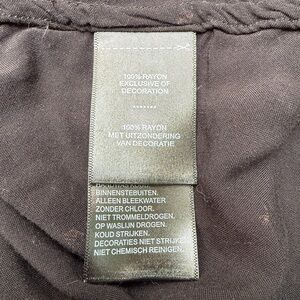 100% RAYON
EXCLUSIVE OF
DECORATION
100% RAYON
MET UITZONDERING
VAN DECORATIE
BINNENSTEBUITEN.
ALLEEN BLEEKWATER
ZONDER CHLOOR.
NIET TROMMELDROGEN.
OP WASLIJN DROGEN.
KOUD STRIJKEN.
DECORATIES NIET STRIJKEN
NIET CHEMISCH REINIGEN.